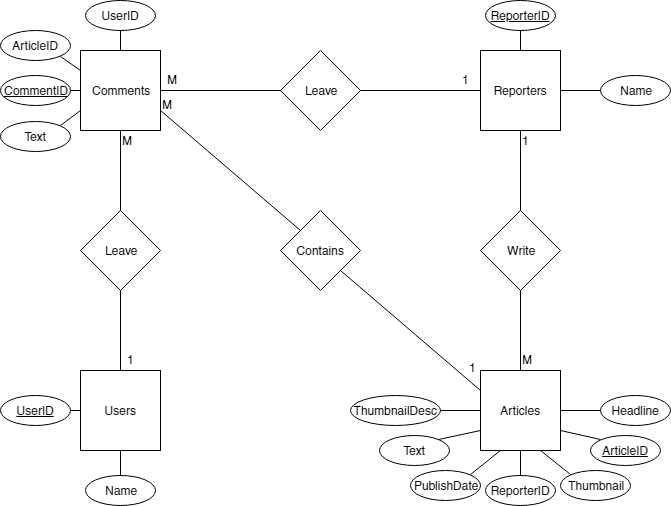 UserID
ReporterID
ArticleID
CommentID
Comments
M
Leave
1
Reporters
Name
M
Text
M
1
Leave
Contains
Write
1
1
M
UserID
Users
ThumbnailDesc
Articles
Headline
Text
ArticleID
Name
PublishDate
ReporterID
Thumbnail